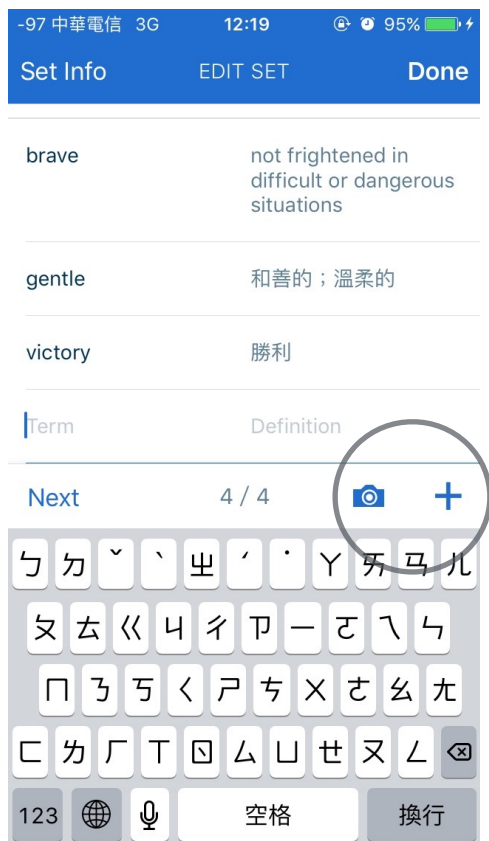 -97 中華電信 3G 12:19 95%
Set Info EDIT SET Done
brave not frightened in
difficult or dangerous
situations
gentle 和善的；溫柔的
victory 勝利
Term Definition
Next 4 / 4
ㄅ ㄉ ˇ ˋ ㄓ ˊ ˙ ㄚ ㄞ ㄢ ㄦ
ㄆ ㄊ ㄍ ㄐ ㄔ ㄗ ㄧ ㄛ ㄟ ㄣ
ㄇ ㄋ ㄎ ㄑ ㄕ ㄘ ㄨ ㄜ ㄠ ㄤ
ㄈ ㄌ ㄏ ㄒ ㄖ ㄙ ㄩ ㄝ ㄡ ㄥ
123 空格 換行